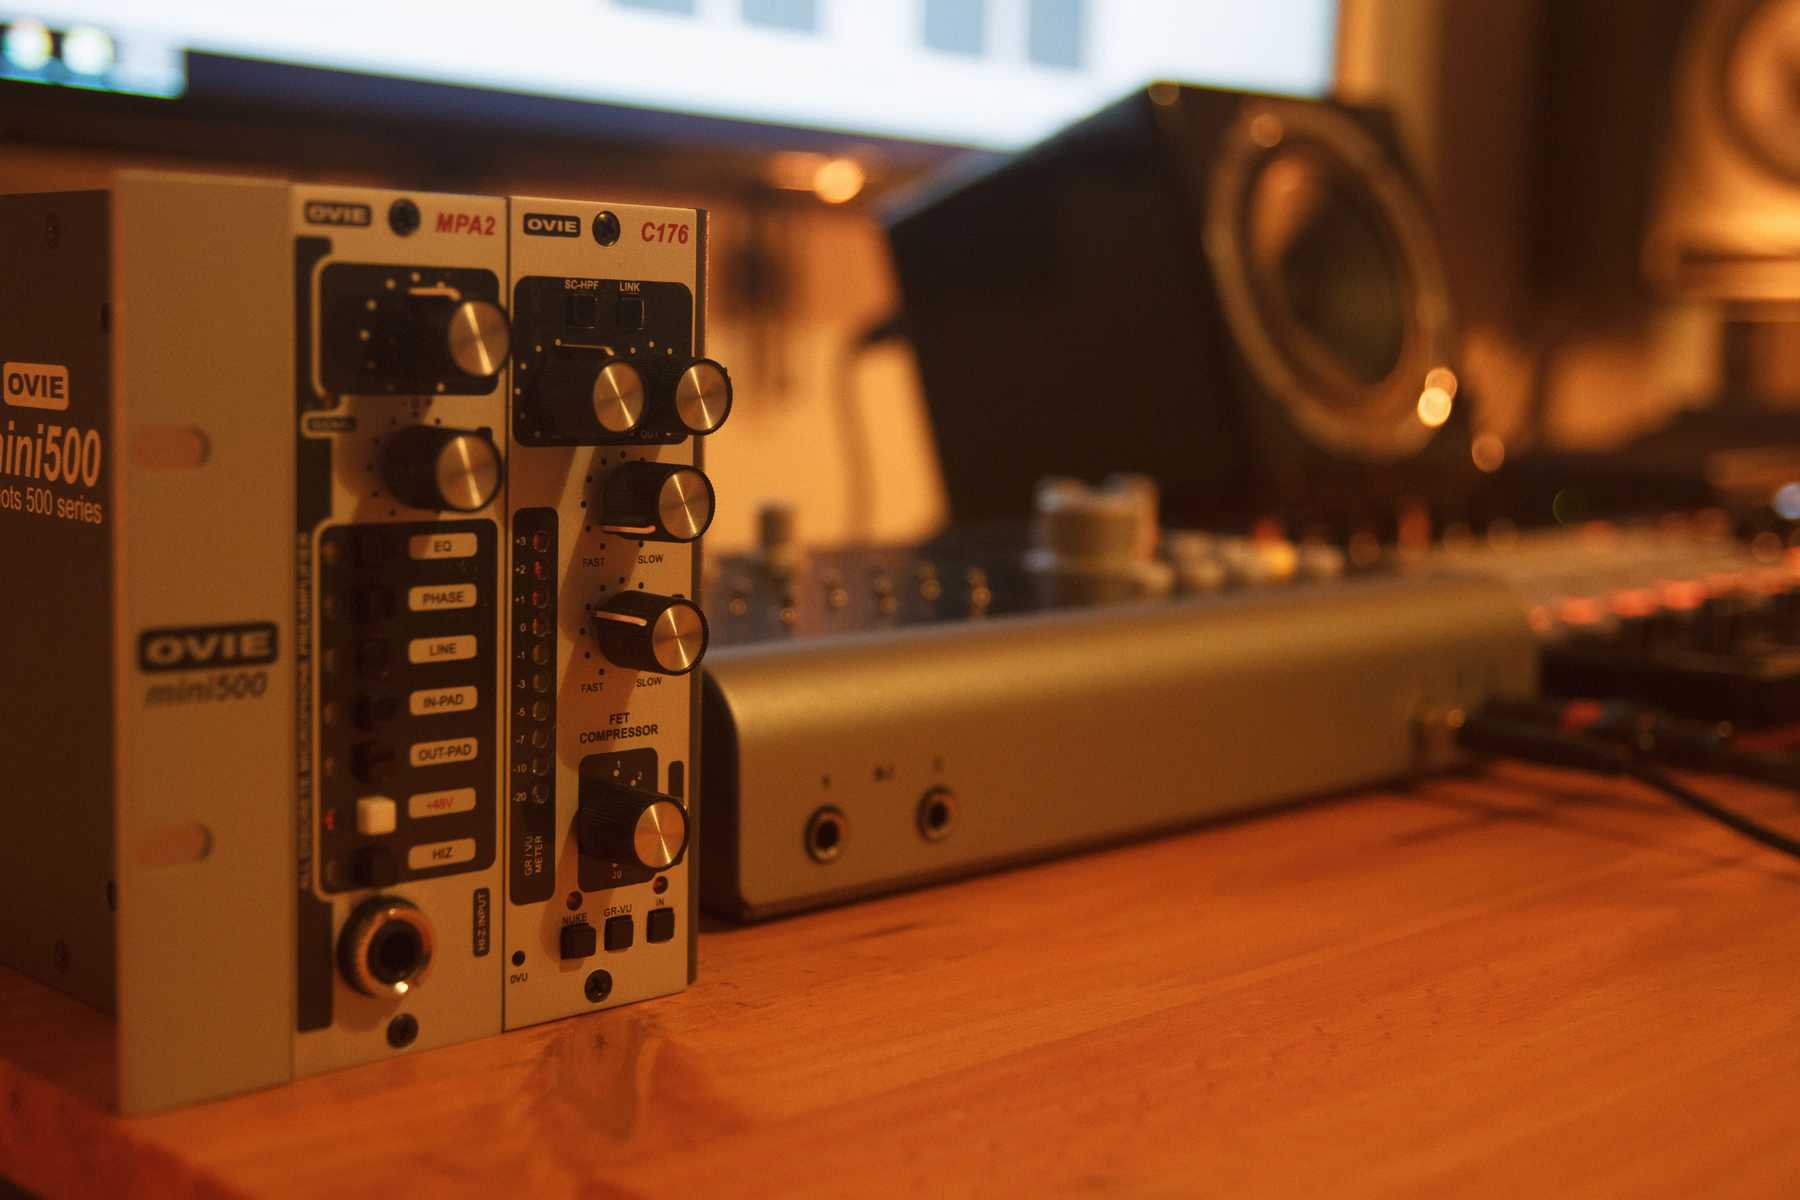 OVIE
mini500
ots 500 series
OVIE
mini500
OVIE
MPA2
EQ
PHASE
LINE
IN-PAD
OUT-PAD
+48V
HIZ
HI-Z INPUT
OVIE
C176
SC-HPF
LINK
OUT
FAST
SLOW
FAST
SLOW
+3
+2
+1
0
-1
-3
-5
-7
-10
-20
GR / VU
METER
FET
COMPRESSOR
1
2
20
NUKE
GR-VU
IN
0VU